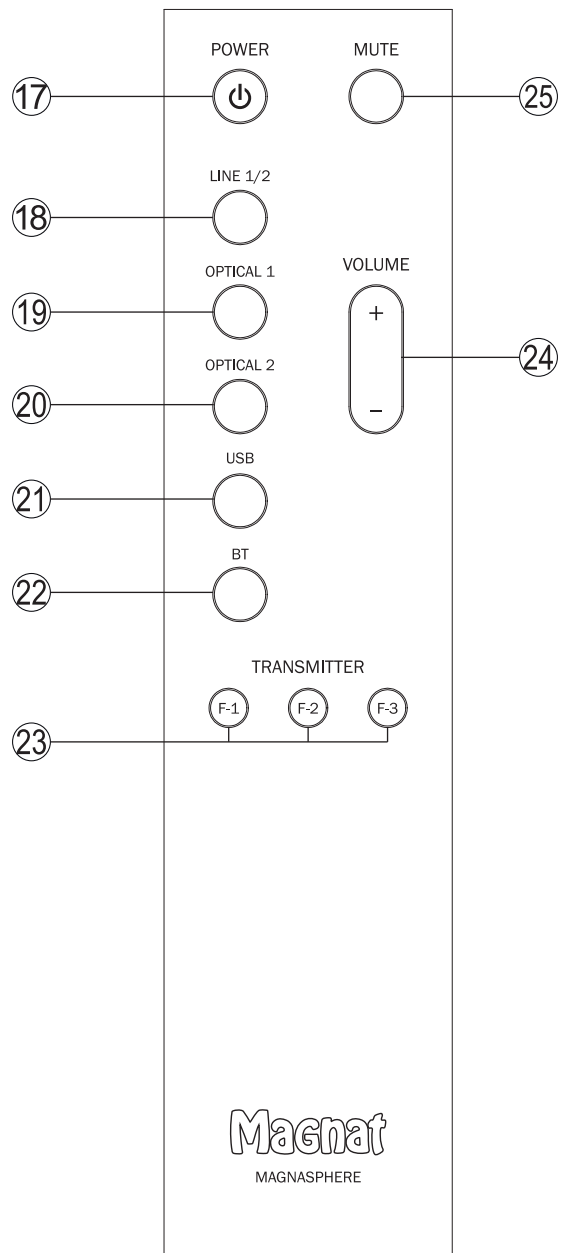 POWER MUTE
17 25
LINE 1/2
18
OPTICAL 1 VOLUME
19 +
24
OPTICAL 2
20 −
USB
21
BT
22
TRANSMITTER
F-1 F-2 F-3
23
Magnat
MAGNASPHERE